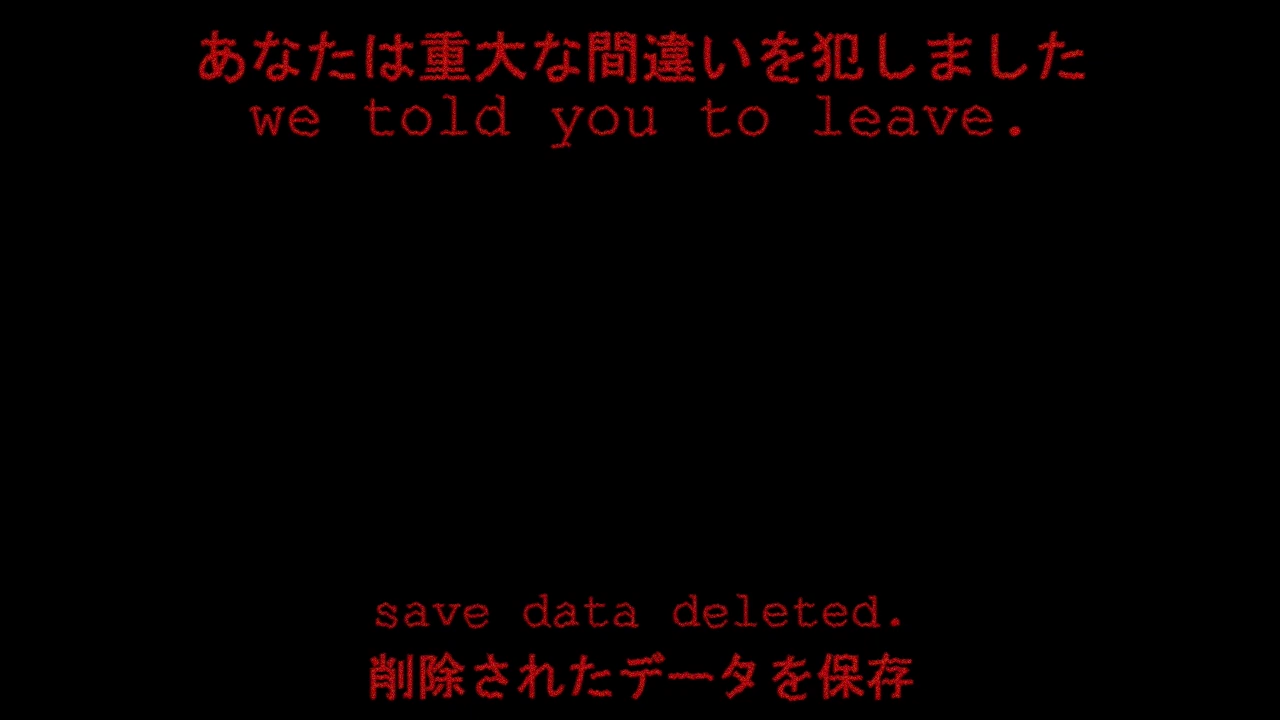 あなたは重大な間違いを犯しました
we told you to leave.
save data deleted.
削除されたデータを保存